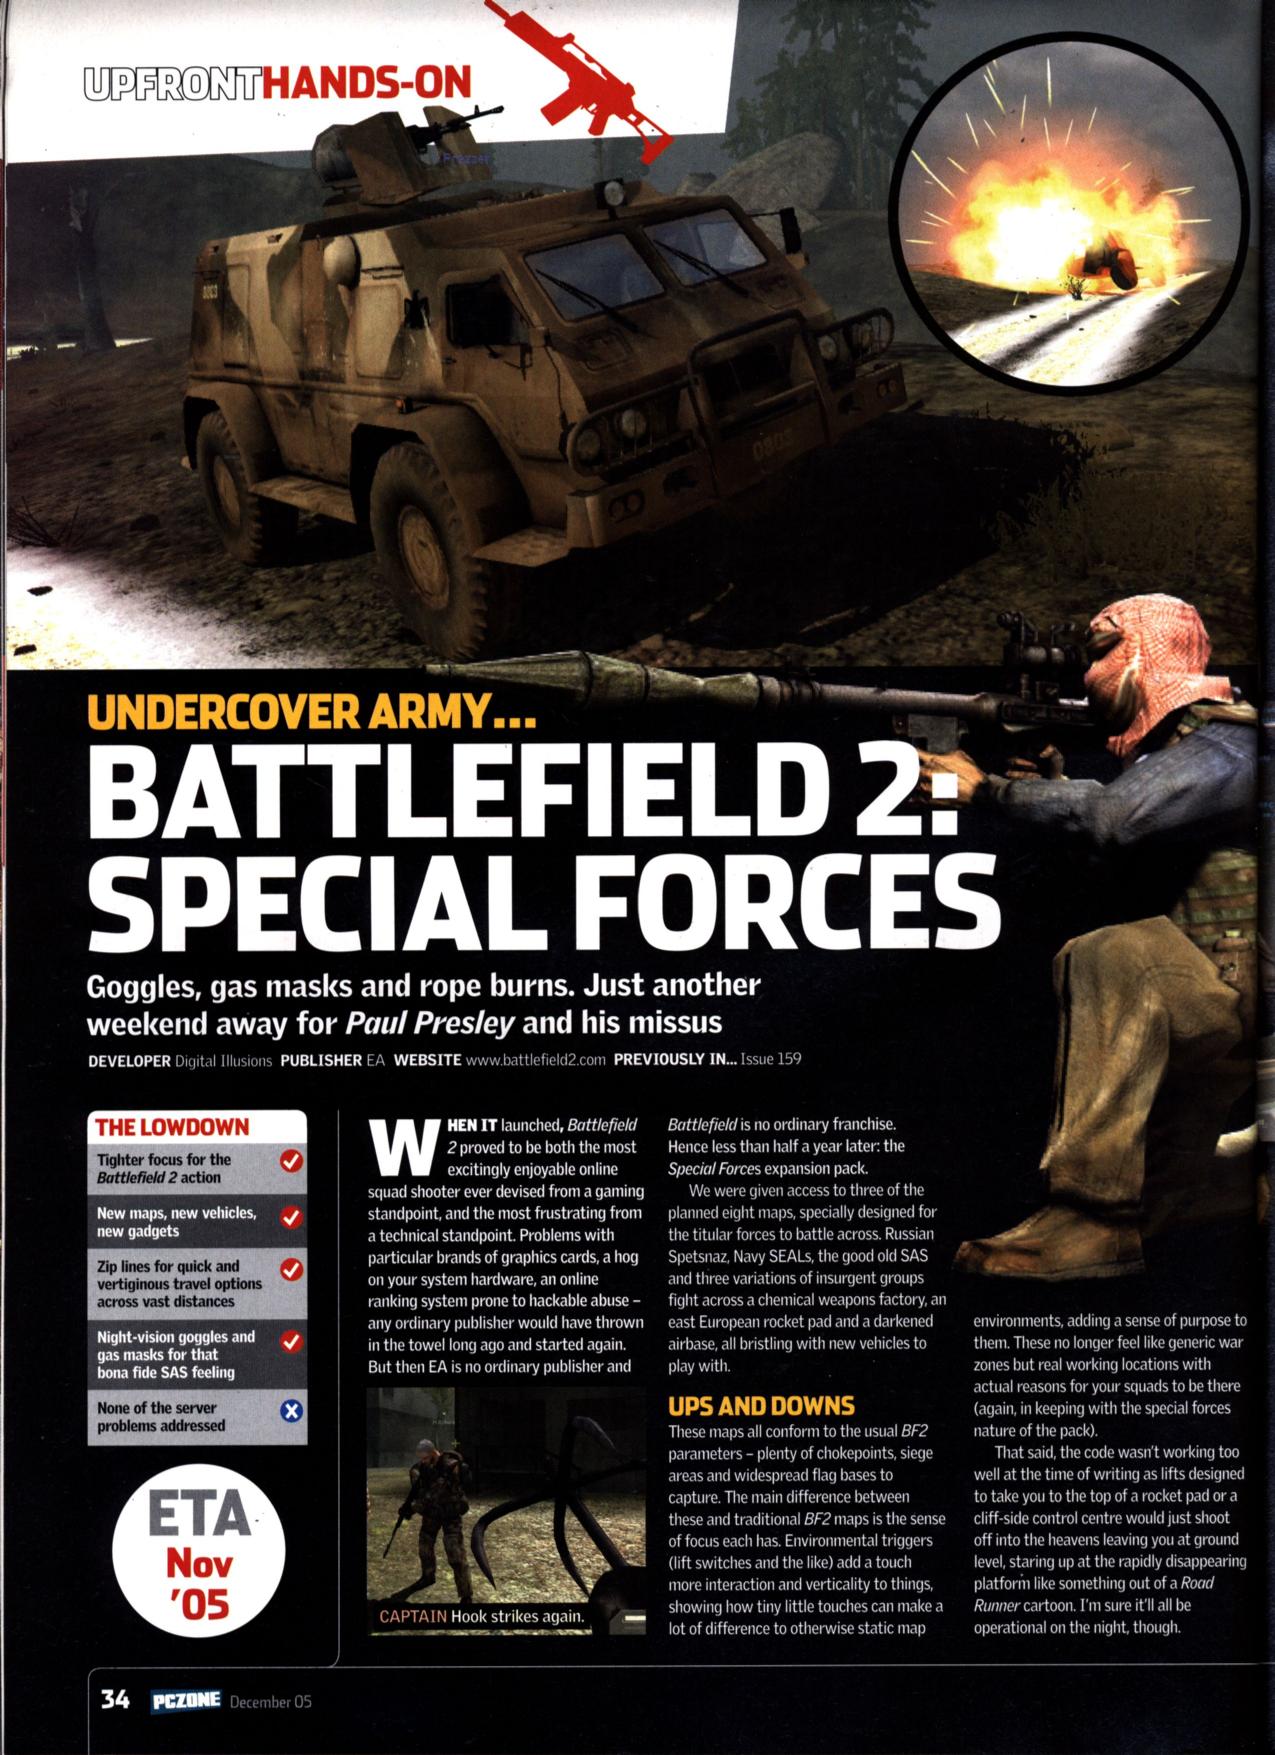 UPFRONTHANDS-ON
Frezzer
0803
UNDERCOVER ARMY...
BATTLEFIELD 2:
SPECIAL FORCES
Goggles, gas masks and rope burns. Just another
weekend away for Paul Presley and his missus
DEVELOPER Digital Illusions PUBLISHER EA WEBSITE www.battlefield2.com PREVIOUSLY IN... Issue 159
THE LOWDOWN
Tighter focus for the
Battlefield 2 action
New maps, new vehicles,
new gadgets
Zip lines for quick and
vertiginous travel options
across vast distances
Night-vision goggles and
gas masks for that
bona fide SAS feeling
None of the server
problems addressed
ETA
Nov
'05
WHEN IT launched, Battlefield
2 proved to be both the most
excitingly enjoyable online
squad shooter ever devised from a gaming
standpoint, and the most frustrating from
a technical standpoint. Problems with
particular brands of graphics cards, a hog
on your system hardware, an online
ranking system prone to hackable abuse –
any ordinary publisher would have thrown
in the towel long ago and started again.
But then EA is no ordinary publisher and
CAPTAIN Hook strikes again.
Battlefield is no ordinary franchise.
Hence less than half a year later: the
Special Forces expansion pack.
We were given access to three of the
planned eight maps, specially designed for
the titular forces to battle across. Russian
Spetsnaz, Navy SEALs, the good old SAS
and three variations of insurgent groups
fight across a chemical weapons factory, an
east European rocket pad and a darkened
airbase, all bristling with new vehicles to
play with.
UPS AND DOWNS
These maps all conform to the usual BF2
parameters – plenty of chokepoints, siege
areas and widespread flag bases to
capture. The main difference between
these and traditional BF2 maps is the sense
of focus each has. Environmental triggers
(lift switches and the like) add a touch
more interaction and verticality to things,
showing how tiny little touches can make a
lot of difference to otherwise static map
environments, adding a sense of purpose to
them. These no longer feel like generic war
zones but real working locations with
actual reasons for your squads to be there
(again, in keeping with the special forces
nature of the pack).
That said, the code wasn't working too
well at the time of writing as lifts designed
to take you to the top of a rocket pad or a
cliff-side control centre would just shoot
off into the heavens leaving you at ground
level, staring up at the rapidly disappearing
platform like something out of a Road
Runner cartoon. I'm sure it'll all be
operational on the night, though.
34 PCZONE December 05